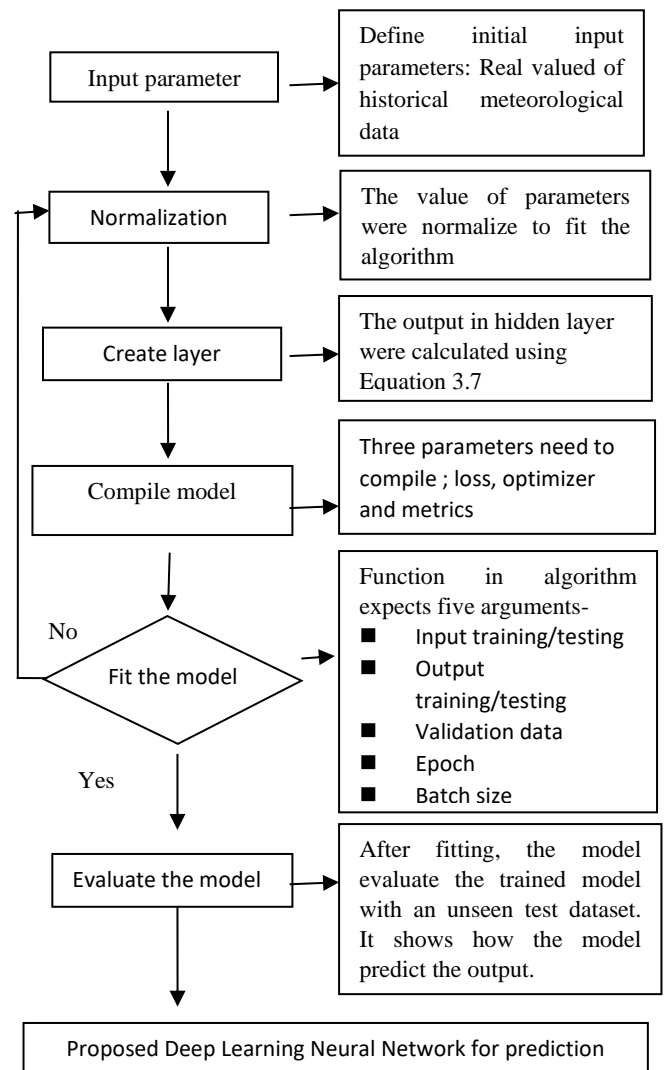 Input parameter
Define initial input
parameters: Real valued of
historical meteorological
data
Normalization
The value of parameters
were normalize to fit the
algorithm
Create layer
The output in hidden layer
were calculated using
Equation 3.7
Compile model
Three parameters need to
compile ; loss, optimizer
and metrics
No
Fit the model
Yes
Function in algorithm
expects five arguments-
■ Input training/testing
■ Output
training/testing
■ Validation data
■ Epoch
■ Batch size
Evaluate the model
After fitting, the model
evaluate the trained model
with an unseen test dataset.
It shows how the model
predict the output.
Proposed Deep Learning Neural Network for prediction